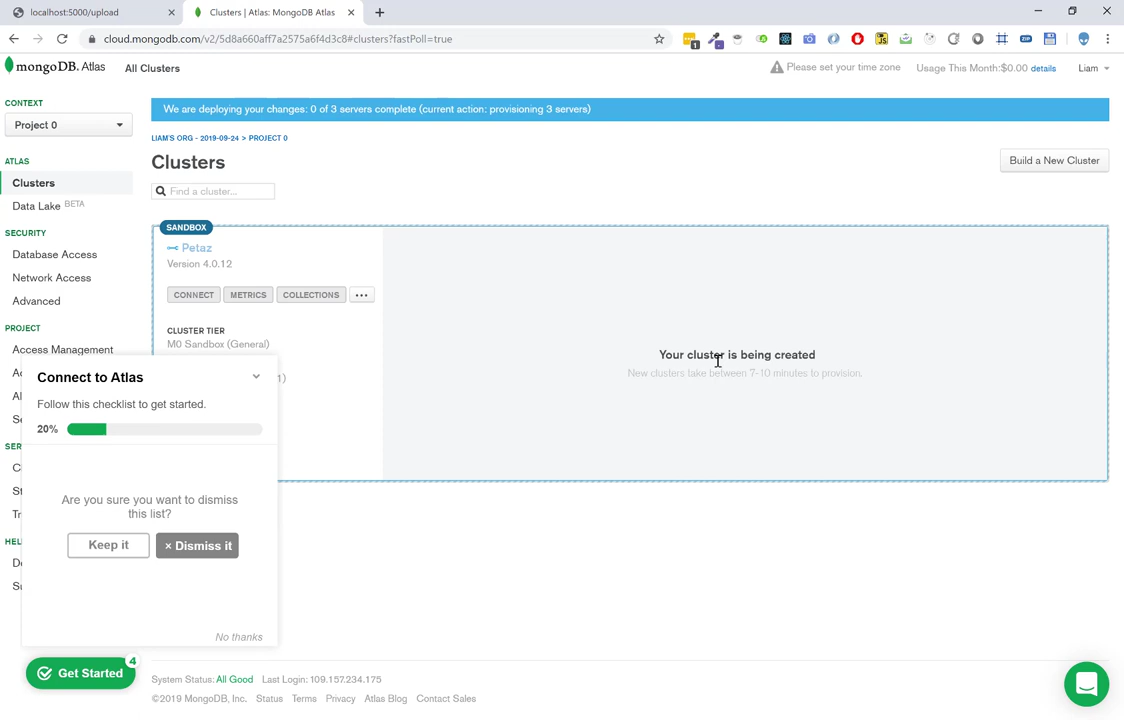 localhost:5000/upload
Clusters | Atlas: MongoDB Atlas
cloud.mongodb.com/v2/5d8a660aff7a2575a6f4d3c8#clusters?fastPoll=true
mongoDB. Atlas
All Clusters
Please set your time zone
Usage This Month:$0.00 details
Liam
CONTEXT
Project 0
ATLAS
Clusters
Data Lake BETA
SECURITY
Database Access
Network Access
Advanced
PROJECT
Access Management
We are deploying your changes: 0 of 3 servers complete (current action: provisioning 3 servers)
LIAM'S ORG - 2019-09-24 > PROJECT 0
Clusters
Build a New Cluster
Find a cluster...
SANDBOX
Petaz
Version 4.0.12
CONNECT
METRICS
COLLECTIONS
...
CLUSTER TIER
M0 Sandbox (General)
1)
Your cluster is being created
New clusters take between 7-10 minutes to provision.
Connect to Atlas
Follow this checklist to get started.
20%
Are you sure you want to dismiss
this list?
Keep it
× Dismiss it
No thanks
Get Started
4
System Status: All Good Last Login: 109.157.234.175
©2019 MongoDB, Inc. Status Terms Privacy Atlas Blog Contact Sales